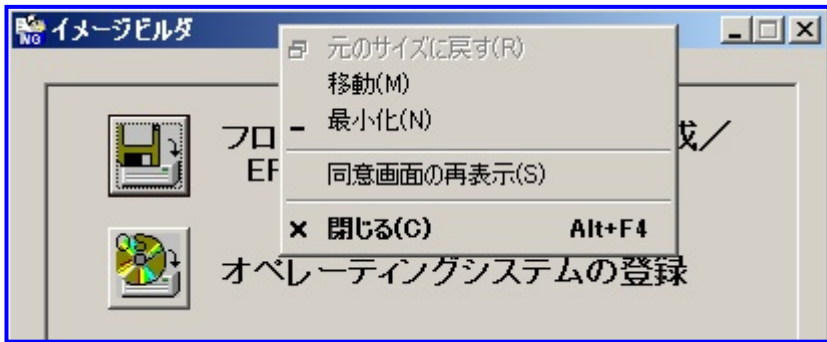 NG
イメージビルダ
元のサイズに戻す(R)
移動(M)
最小化(N)
同意画面の再表示(S)
閉じる(C) Alt+F4
フロ 成／
EF
オペレーティングシステムの登録